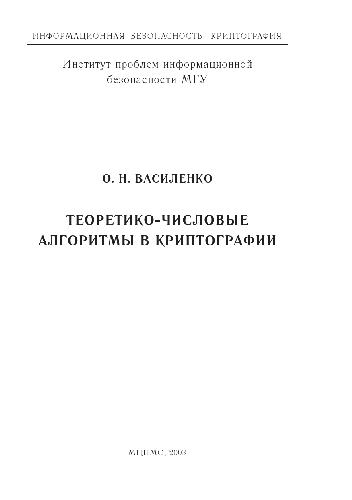 ИНФОРМАЦИОННАЯ БЕЗОПАСНОСТЬ: КРИПТОГРАФИЯ
Институт проблем информационной
безопасности МГУ
О. Н. ВАСИЛЕНКО
ТЕОРЕТИКО-ЧИСЛОВЫЕ
АЛГОРИТМЫ В КРИПТОГРАФИИ
МЦНМО, 2003